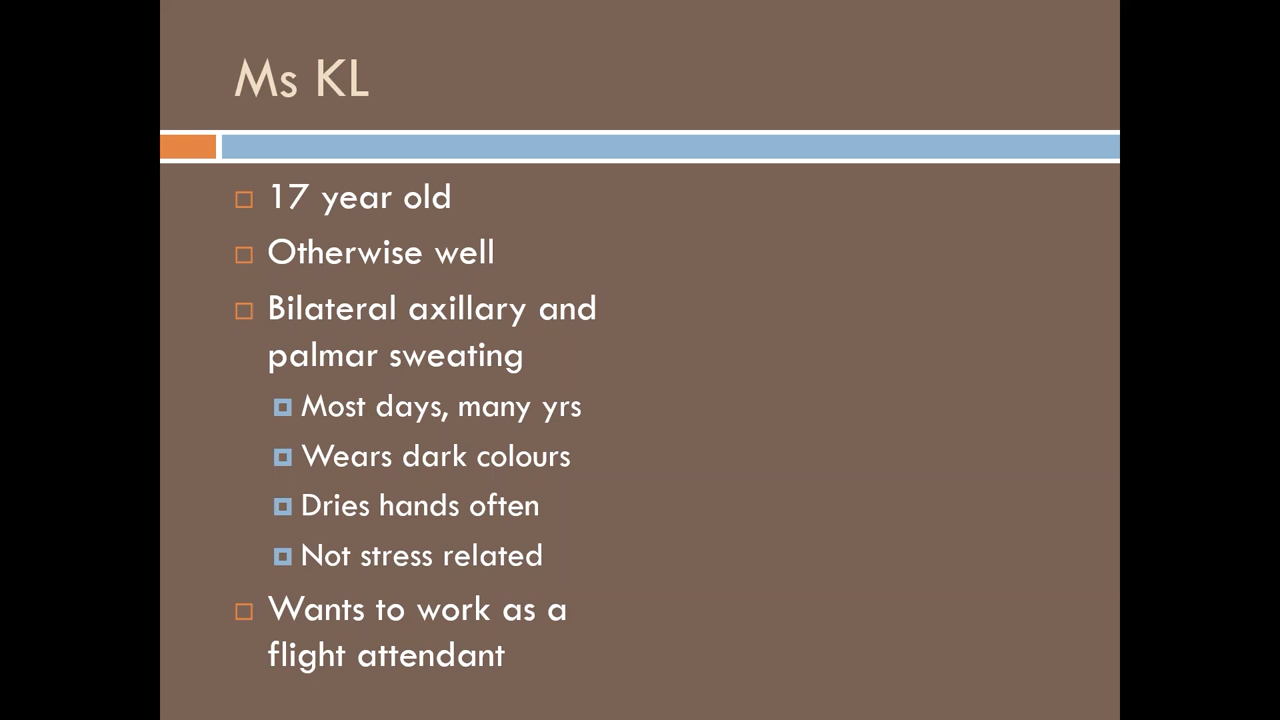 Ms KL
17 year old
Otherwise well
Bilateral axillary and
palmar sweating
Most days, many yrs
Wears dark colours
Dries hands often
Not stress related
Wants to work as a
flight attendant